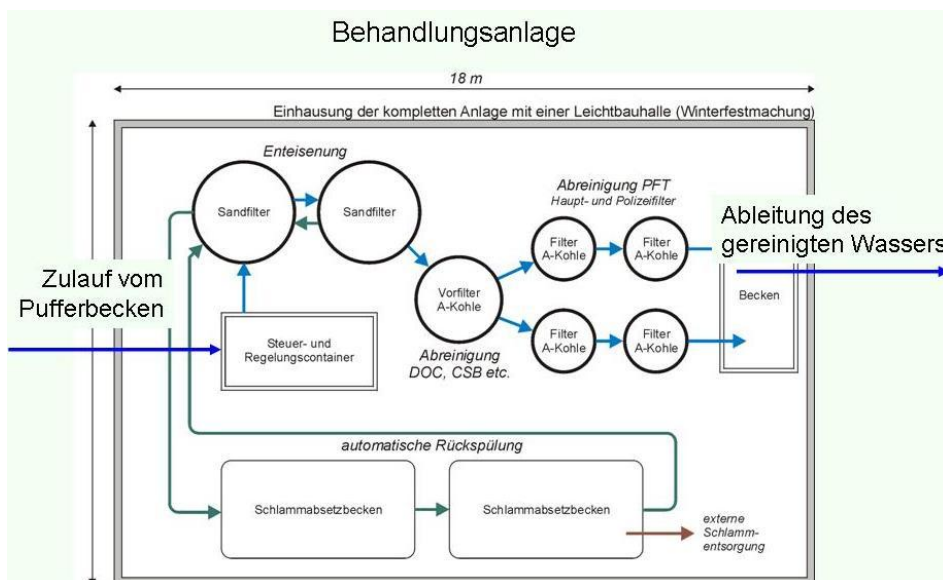 Behandlungsanlage
18 m
Einhausung der kompletten Anlage mit einer Leichtbauhalle (Winterfestmachung)
Enteisenung
Sandfilter
Sandfilter
Abreinigung PFT
Haupt- und Polizeifilter
Filter
A-Kohle
Filter
A-Kohle
Ableitung des
gereinigten Wassers
Zulauf vom
Pufferbecken
Vorfilter
A-Kohle
Becken
Steuer- und
Regelungscontainer
Abreinigung
DOC, CSB etc.
Filter
A-Kohle
Filter
A-Kohle
automatische Rückspülung
Schlammabsetzbecken
Schlammabsetzbecken
externe
Schlamm-
entsorgung